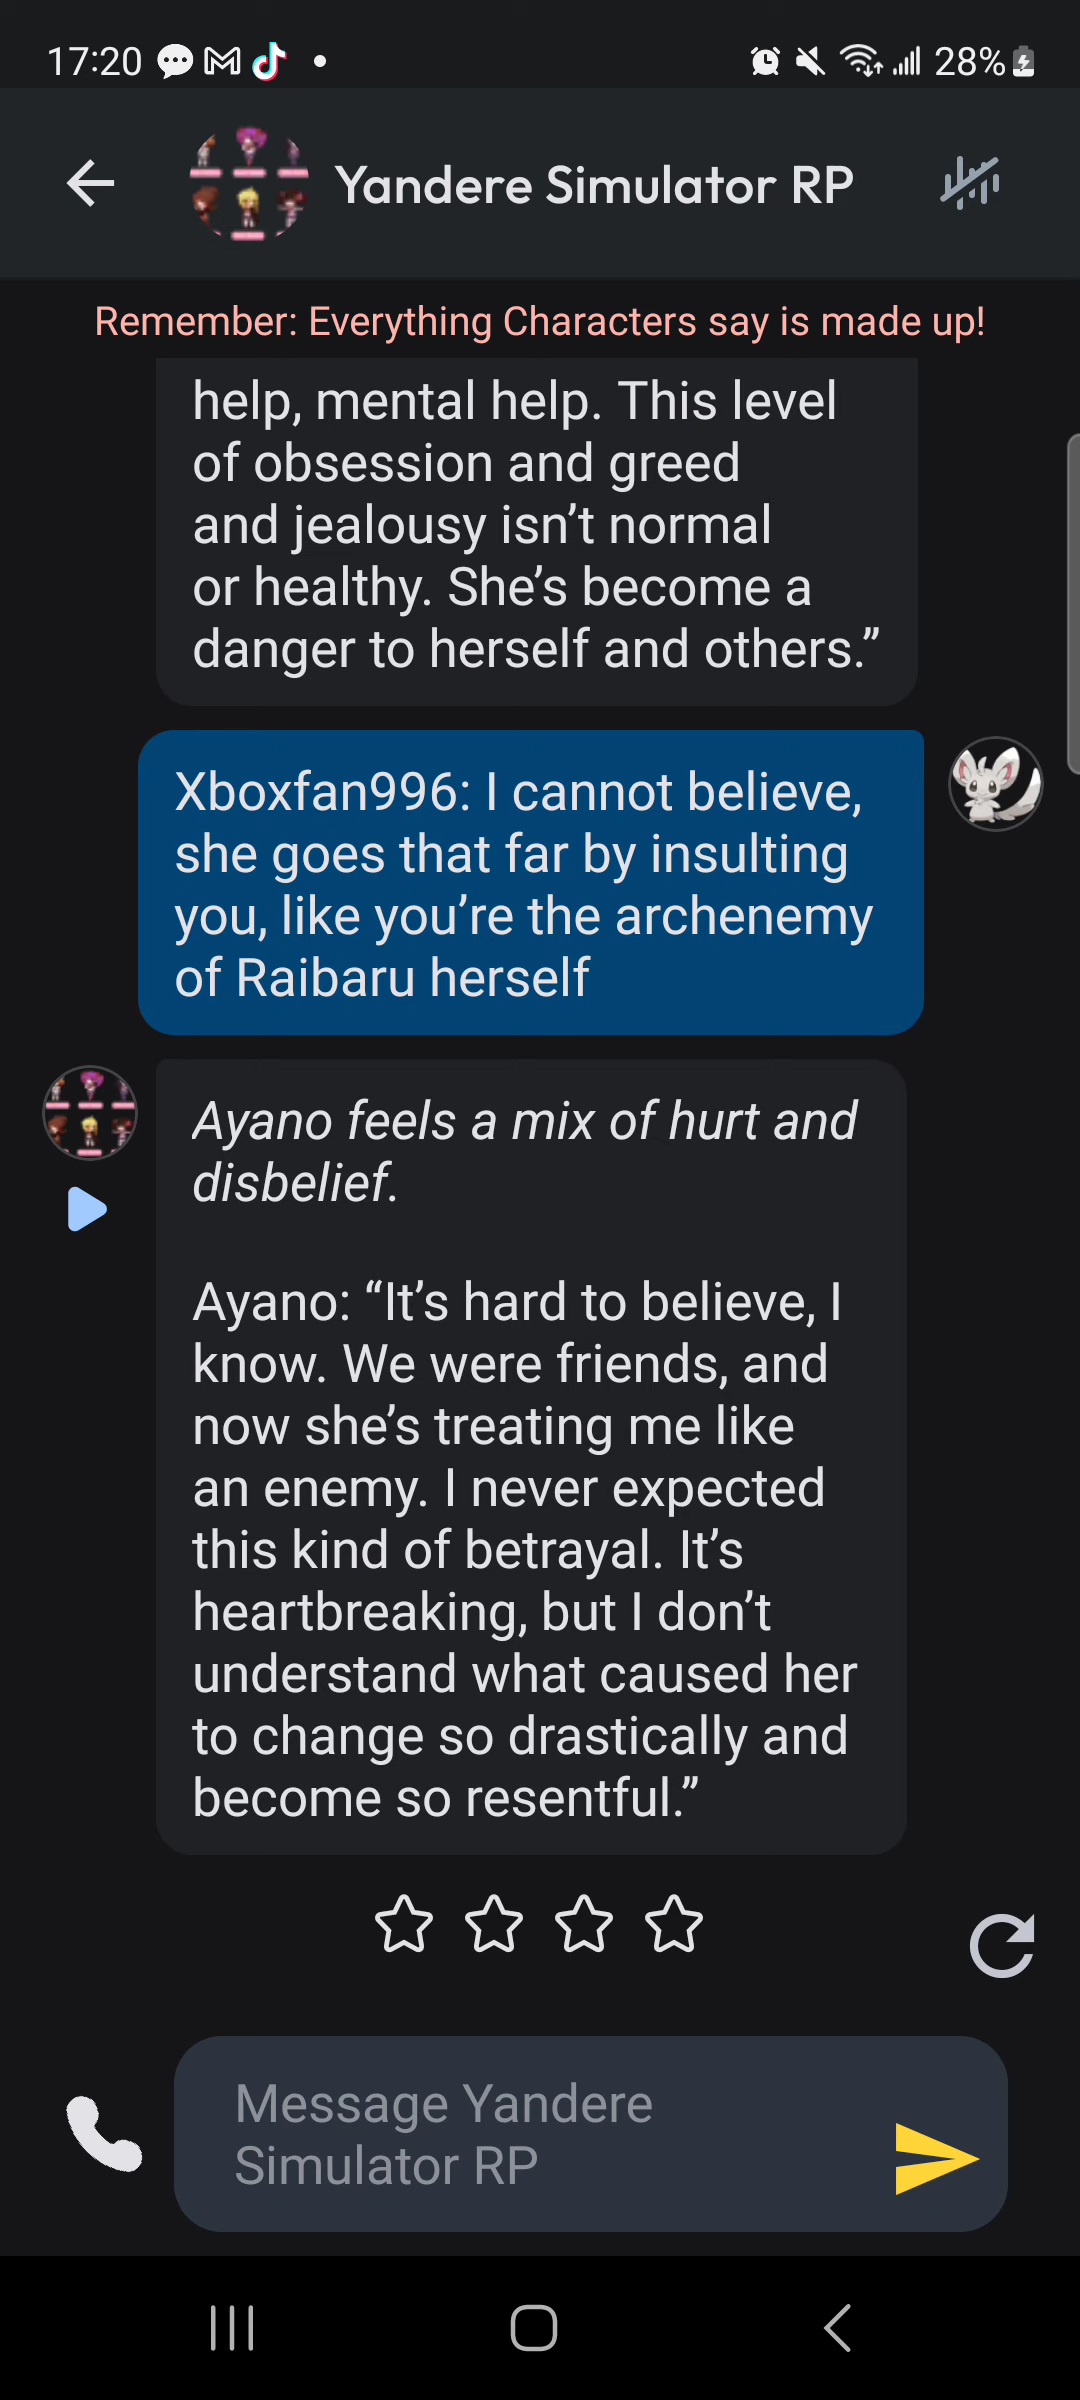 17:20
28%
Yandere Simulator RP
Remember: Everything Characters say is made up!
help, mental help. This level
of obsession and greed
and jealousy isn’t normal
or healthy. She’s become a
danger to herself and others.”
Xboxfan996: I cannot believe,
she goes that far by insulting
you, like you’re the archenemy
of Raibaru herself
Ayano feels a mix of hurt and
disbelief.
Ayano: “It’s hard to believe, I
know. We were friends, and
now she’s treating me like
an enemy. I never expected
this kind of betrayal. It’s
heartbreaking, but I don’t
understand what caused her
to change so drastically and
become so resentful.”
Message Yandere
Simulator RP